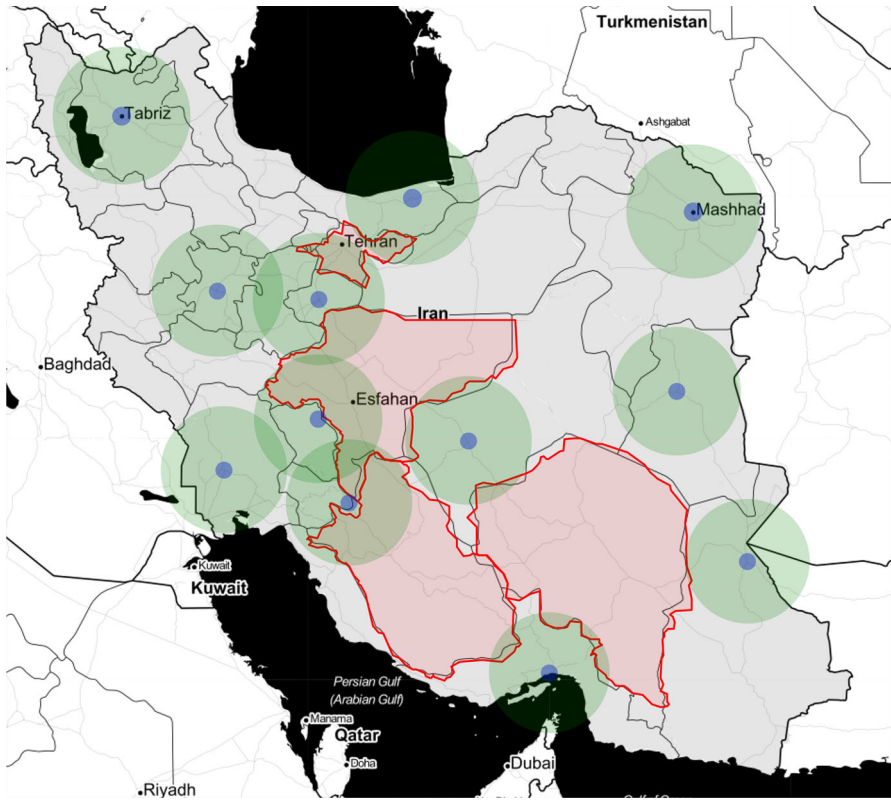 Turkmenistan
Tabriz
Ashgabat
Mashhad
Tehran
Iran
Baghdad
Esfahan
Kuwait
Kuwait
Persian Gulf
(Arabian Gulf)
Manama
Qatar
Doha
Dubai
Riyadh